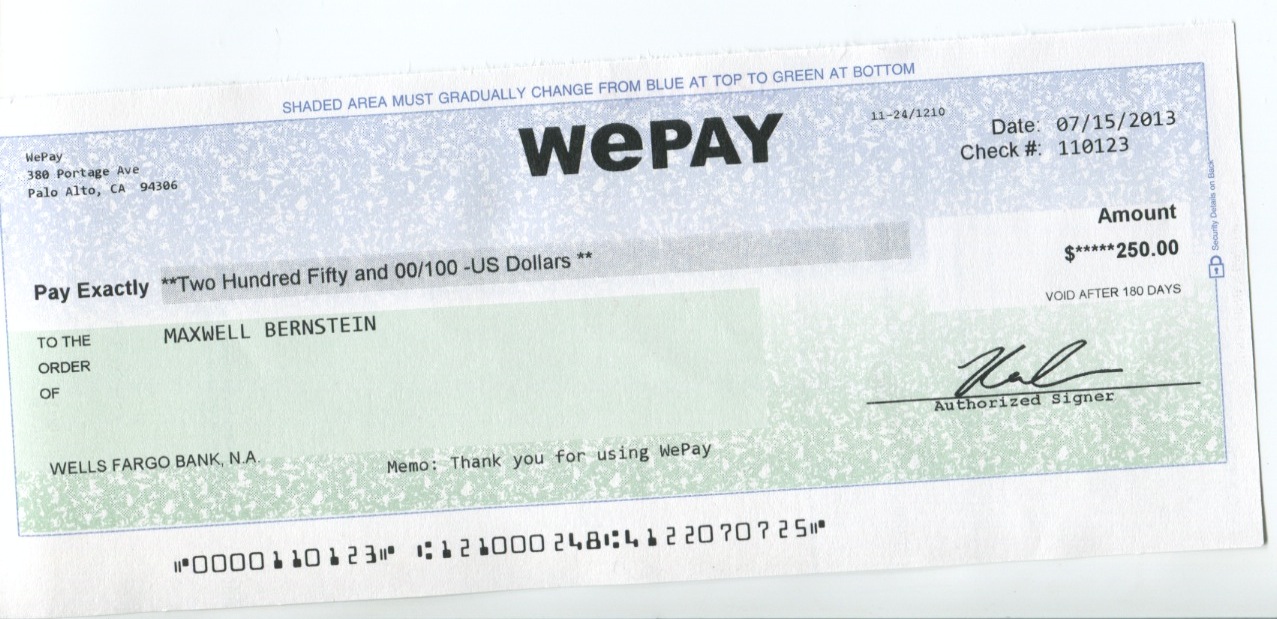 SHADED AREA MUST GRADUALLY CHANGE FROM BLUE AT TOP TO GREEN AT BOTTOM
WePay
380 Portage Ave
Palo Alto, CA 94306
WePAY
11-24/1210
Date: 07/15/2013
Check #: 110123
Security Details on Back
Amount
$*****250.00
Pay Exactly **Two Hundred Fifty and 00/100 -US Dollars **
VOID AFTER 180 DAYS
TO THE
ORDER
OF
MAXWELL BERNSTEIN
Authorized Signer
WELLS FARGO BANK, N.A.
Memo: Thank you for using WePay
⑈0000110123⑈ ⑆121000248⑆4122070725⑈